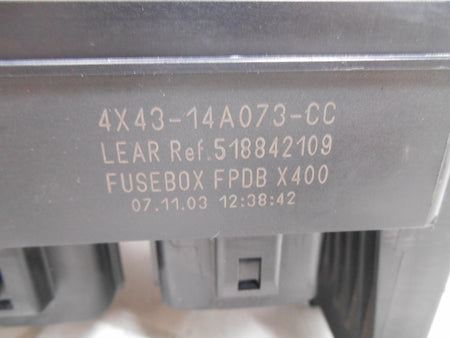 4X43-14A073-CC
LEAR Ref.518842109
FUSEBOX FPDB X400
07.11.03 12:38:42